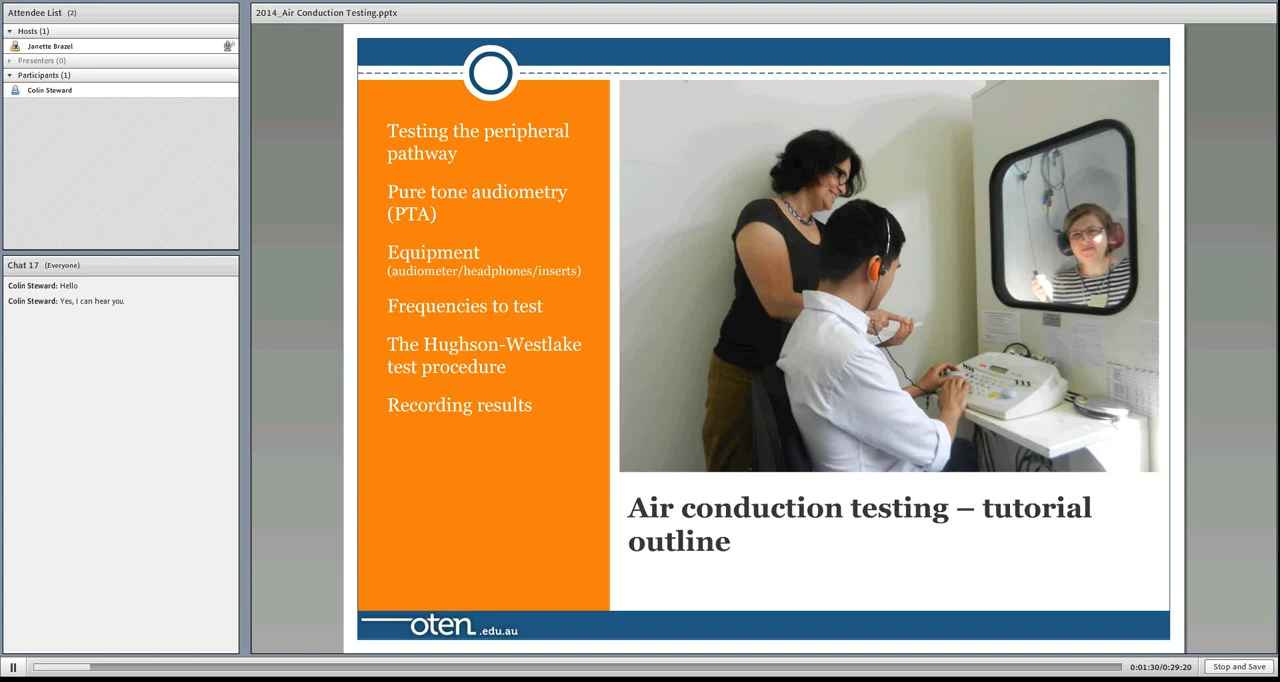 Attendee List (2)
Hosts (1)
Janette Brazel
Presenters (0)
Participants (1)
Colin Steward
Chat 17 (Everyone)
Colin Steward: Hello
Colin Steward: Yes, I can hear you.
2014_Air Conduction Testing.pptx
Testing the peripheral
pathway
Pure tone audiometry
(PTA)
Equipment
(audiometer/headphones/inserts)
Frequencies to test
The Hughson-Westlake
test procedure
Recording results
Air conduction testing – tutorial
outline
oten.edu.au
0:01:30/0:29:20
Stop and Save